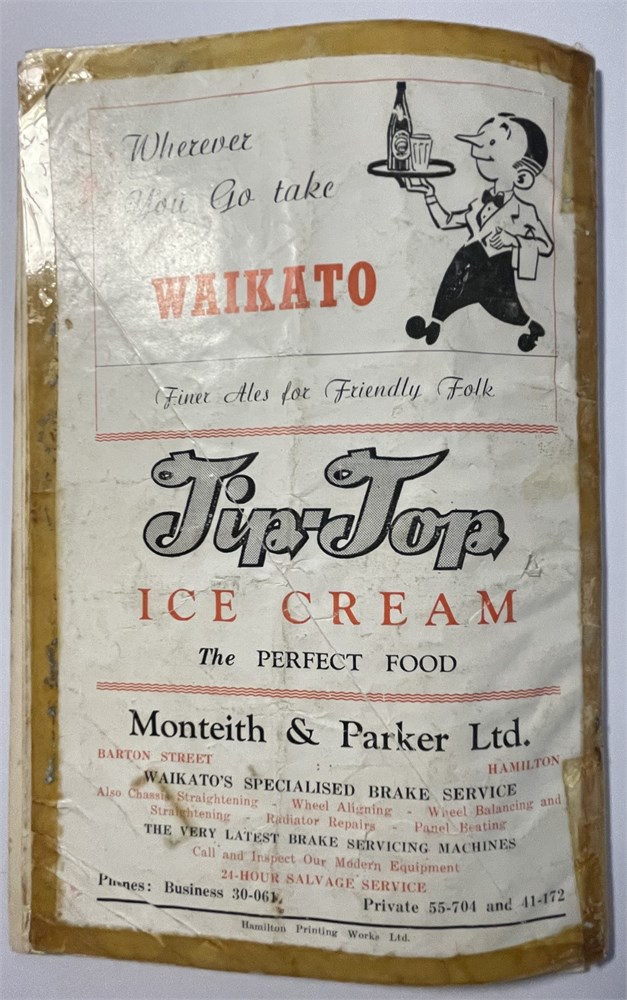 Wherever
You Go take
WAIKATO
Finer Ales for Friendly Folk
Tip-Top
ICE CREAM
The PERFECT FOOD
Monteith & Parker Ltd.
BARTON STREET : : HAMILTON
WAIKATO'S SPECIALISED BRAKE SERVICE
Also Chassis Straightening - Wheel Aligning - Wheel Balancing and
Straightening - Radiator Repairs - Panel Beating
THE VERY LATEST BRAKE SERVICING MACHINES
Call and Inspect Our Modern Equipment
24-HOUR SALVAGE SERVICE
Phones: Business 30-061, Private 55-704 and 41-172
Hamilton Printing Works Ltd.